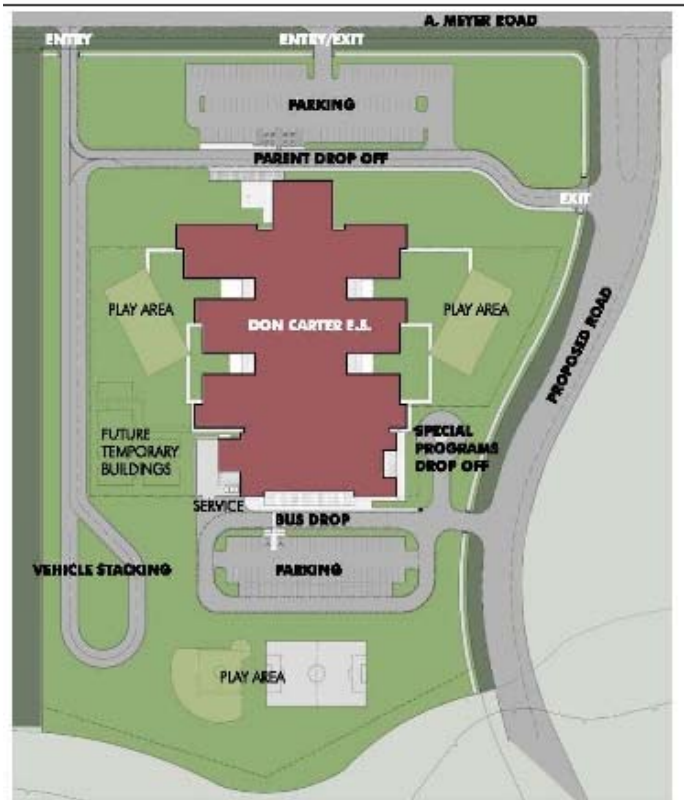 A. MEYER ROAD
ENTRY
ENTRY/EXIT
PARKING
PARENT DROP OFF
EXIT
PLAY AREA
DON CARTER E.S.
PLAY AREA
PROPOSED ROAD
FUTURE
TEMPORARY
BUILDINGS
SPECIAL
PROGRAMS
DROP OFF
SERVICE
BUS DROP
VEHICLE STACKING
PARKING
PLAY AREA